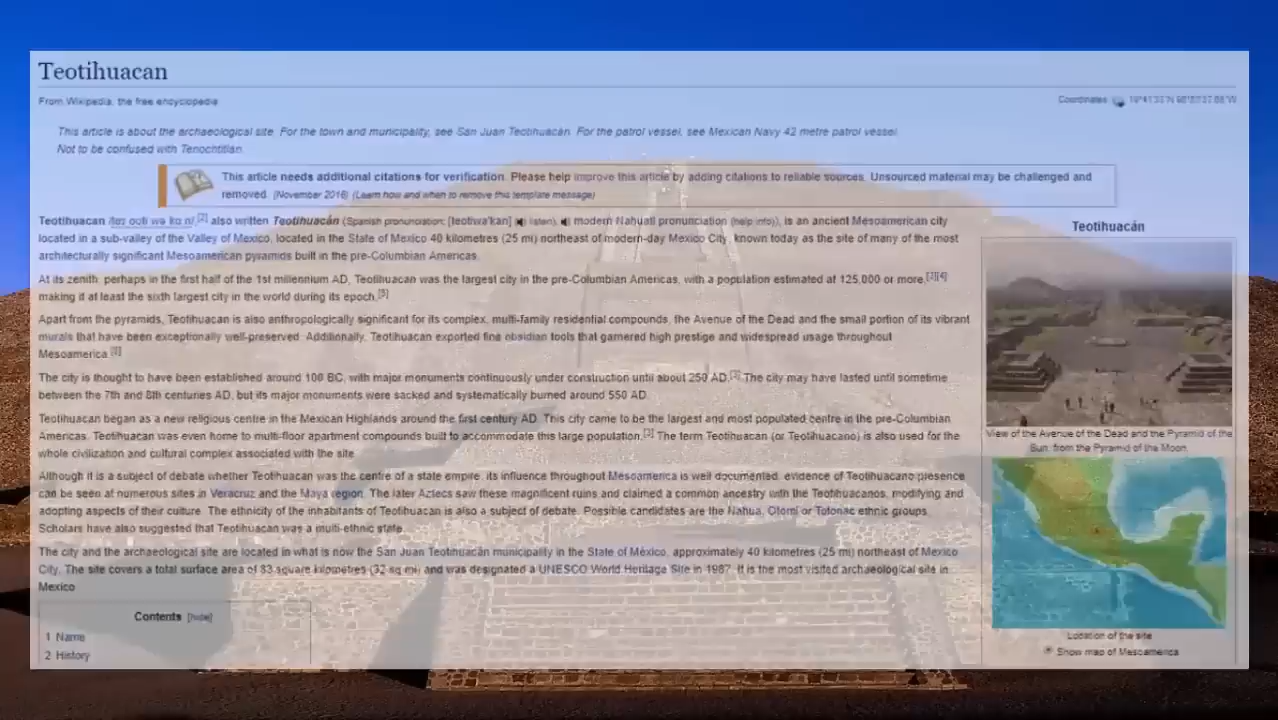 Teotihuacan
From Wikipedia, the free encyclopedia
Coordinates
This article is about the archaeological site. For the town and municipality, see San Juan Teotihuacán. For the patrol vessel, see Mexican Navy 42 metre patrol vessel.
Not to be confused with Tenochtitlan.
This article needs additional citations for verification. Please help improve this article by adding citations to reliable sources. Unsourced material may be challenged and
removed. (November 2016) (Learn how and when to remove this template message)
Teotihuacan [2] also written Teotihuacán (Spanish pronunciation: [teotiwa'kan] listen), modern Nahuatl pronunciation (help·info)), is an ancient Mesoamerican city
located in a sub-valley of the Valley of Mexico, located in the State of Mexico 40 kilometres (25 mi) northeast of modern-day Mexico City, known today as the site of many of the most
architecturally significant Mesoamerican pyramids built in the pre-Columbian Americas.
At its zenith, perhaps in the first half of the 1st millennium AD, Teotihuacan was the largest city in the pre-Columbian Americas, with a population estimated at 125,000 or more,[3][4]
making it at least the sixth largest city in the world during its epoch.[5]
Apart from the pyramids, Teotihuacan is also anthropologically significant for its complex, multi-family residential compounds, the Avenue of the Dead and the small portion of its vibrant
murals that have been exceptionally well-preserved. Additionally, Teotihuacan exported fine obsidian tools that garnered high prestige and widespread usage throughout
Mesoamerica.
The city is thought to have been established around 100 BC, with major monuments continuously under construction until about 250 AD.[3] The city may have lasted until sometime
between the 7th and 8th centuries AD, but its major monuments were sacked and systematically burned around 550 AD.
Teotihuacan began as a new religious centre in the Mexican Highlands around the first century AD. This city came to be the largest and most populated centre in the pre-Columbian
Americas. Teotihuacan was even home to multi-floor apartment compounds built to accommodate this large population.[3] The term Teotihuacan (or Teotihuacano) is also used for the
whole civilization and cultural complex associated with the site.
Although it is a subject of debate whether Teotihuacan was the centre of a state empire, its influence throughout Mesoamerica is well documented; evidence of Teotihuacano presence
can be seen at numerous sites in Veracruz and the Maya region. The later Aztecs saw these magnificent ruins and claimed a common ancestry with the Teotihuacanos, modifying and
adopting aspects of their culture. The ethnicity of the inhabitants of Teotihuacan is also a subject of debate. Possible candidates are the Nahua, Otomi or Totonac ethnic groups.
Scholars have also suggested that Teotihuacan was a multi-ethnic state.
The city and the archaeological site are located in what is now the San Juan Teotihuacán municipality in the State of México, approximately 40 kilometres (25 mi) northeast of Mexico
City. The site covers a total surface area of 83 square kilometres (32 sq mi) and was designated a UNESCO World Heritage Site in 1987. It is the most visited archaeological site in
Mexico.
Contents [hide]
1 Name
2 History
Teotihuacán
View of the Avenue of the Dead and the Pyramid of the
Sun, from the Pyramid of the Moon.
Location of the site
Show map of Mesoamerica